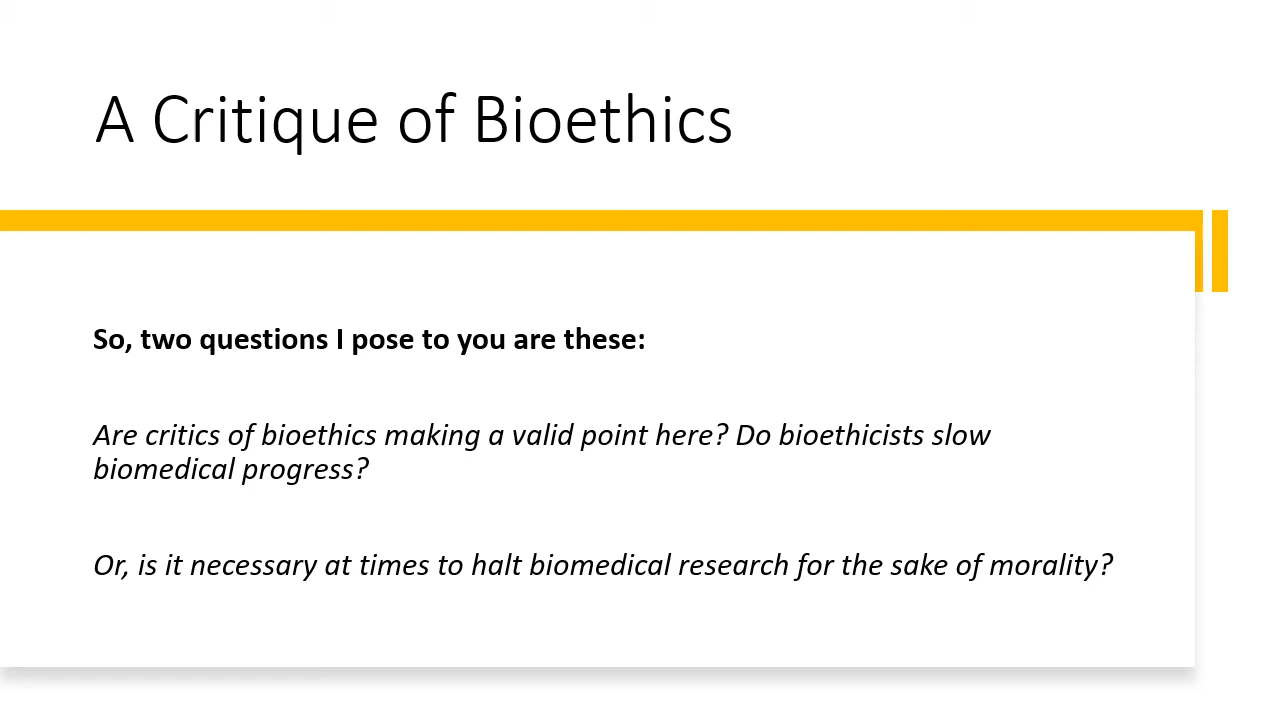 A Critique of Bioethics
So, two questions I pose to you are these:
Are critics of bioethics making a valid point here? Do bioethicists slow
biomedical progress?
Or, is it necessary at times to halt biomedical research for the sake of morality?